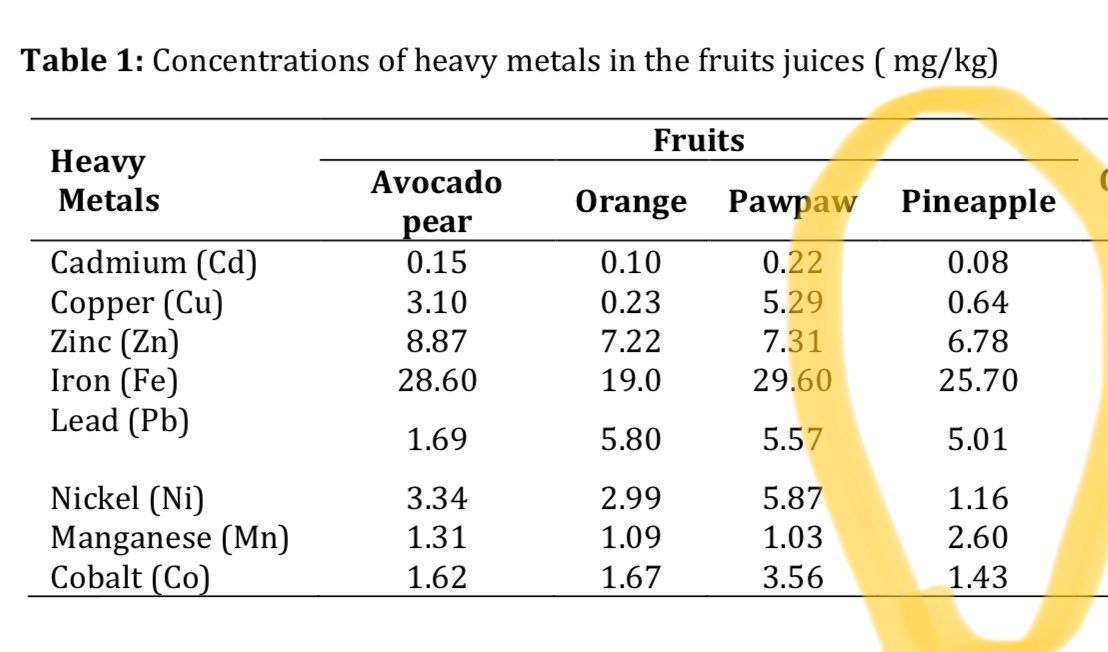 Table 1: Concentrations of heavy metals in the fruits juices ( mg/kg)
Fruits
Heavy
Metals
Avocado
pear
Orange Pawpaw Pineapple
Cadmium (Cd) 0.15 0.10 0.22 0.08
Copper (Cu) 3.10 0.23 5.29 0.64
Zinc (Zn) 8.87 7.22 7.31 6.78
Iron (Fe) 28.60 19.0 29.60 25.70
Lead (Pb)
1.69 5.80 5.57 5.01
Nickel (Ni) 3.34 2.99 5.87 1.16
Manganese (Mn) 1.31 1.09 1.03 2.60
Cobalt (Co) 1.62 1.67 3.56 1.43